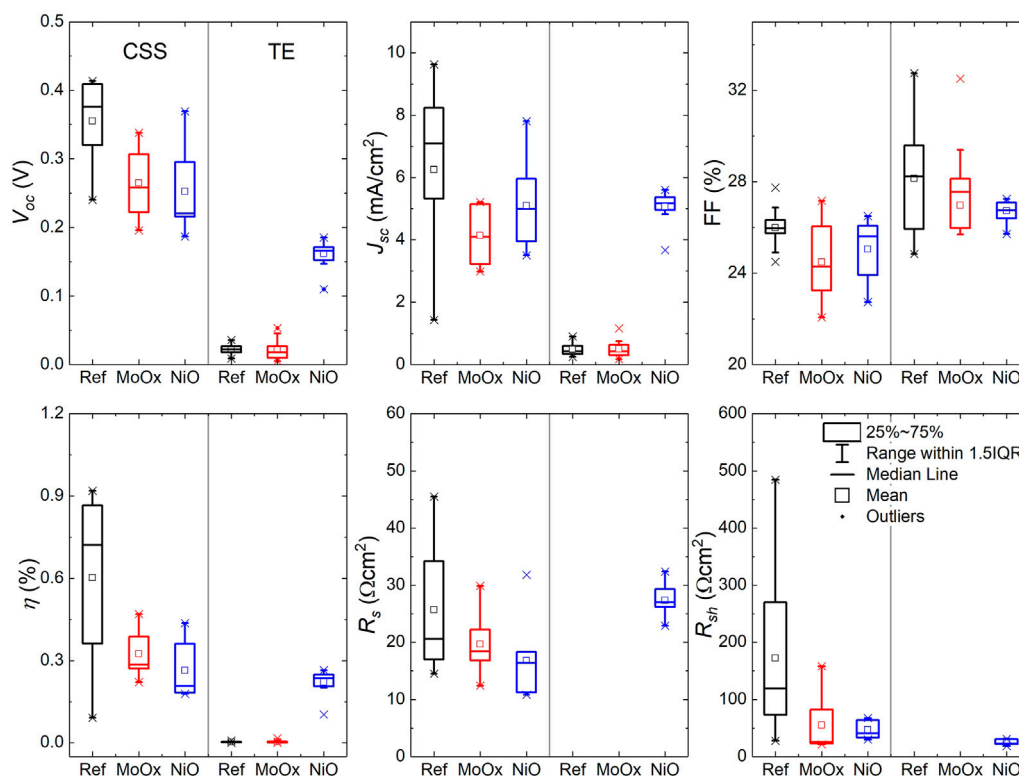 CSS TE
0.5
0.4
0.3
0.2
0.1
0.0
Voc (V)
Ref MoOx NiO Ref MoOx NiO
10
8
6
4
2
0
Jsc (mA/cm²)
Ref MoOx NiO Ref MoOx NiO
32
28
24
20
FF (%)
Ref MoOx NiO Ref MoOx NiO
1.2
0.9
0.6
0.3
0.0
η (%)
Ref MoOx NiO Ref MoOx NiO
60
50
40
30
20
10
0
Rs (Ωcm²)
Ref MoOx NiO Ref MoOx NiO
600
500
400
300
200
100
0
Rsh (Ωcm²)
25%~75%
Range within 1.5IQR
Median Line
Mean
Outliers
Ref MoOx NiO Ref MoOx NiO